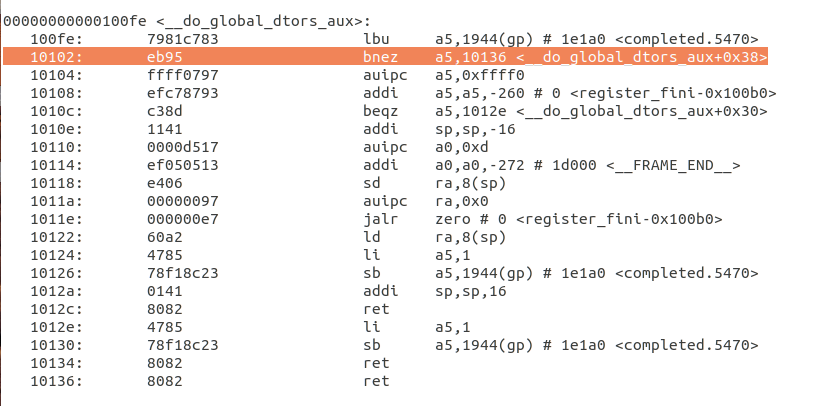 00000000000100fe <__do_global_dtors_aux>:
100fe: 7981c783 lbu a5,1944(gp) # 1e1a0 <completed.5470>
10102: eb95 bnez a5,10136 <__do_global_dtors_aux+0x38>
10104: ffff0797 auipc a5,0xffff0
10108: efc78793 addi a5,a5,-260 # 0 <register_fini-0x100b0>
1010c: c38d beqz a5,1012e <__do_global_dtors_aux+0x30>
1010e: 1141 addi sp,sp,-16
10110: 0000d517 auipc a0,0xd
10114: ef050513 addi a0,a0,-272 # 1d000 <__FRAME_END__>
10118: e406 sd ra,8(sp)
1011a: 00000097 auipc ra,0x0
1011e: 000000e7 jalr zero # 0 <register_fini-0x100b0>
10122: 60a2 ld ra,8(sp)
10124: 4785 li a5,1
10126: 78f18c23 sb a5,1944(gp) # 1e1a0 <completed.5470>
1012a: 0141 addi sp,sp,16
1012c: 8082 ret
1012e: 4785 li a5,1
10130: 78f18c23 sb a5,1944(gp) # 1e1a0 <completed.5470>
10134: 8082 ret
10136: 8082 ret